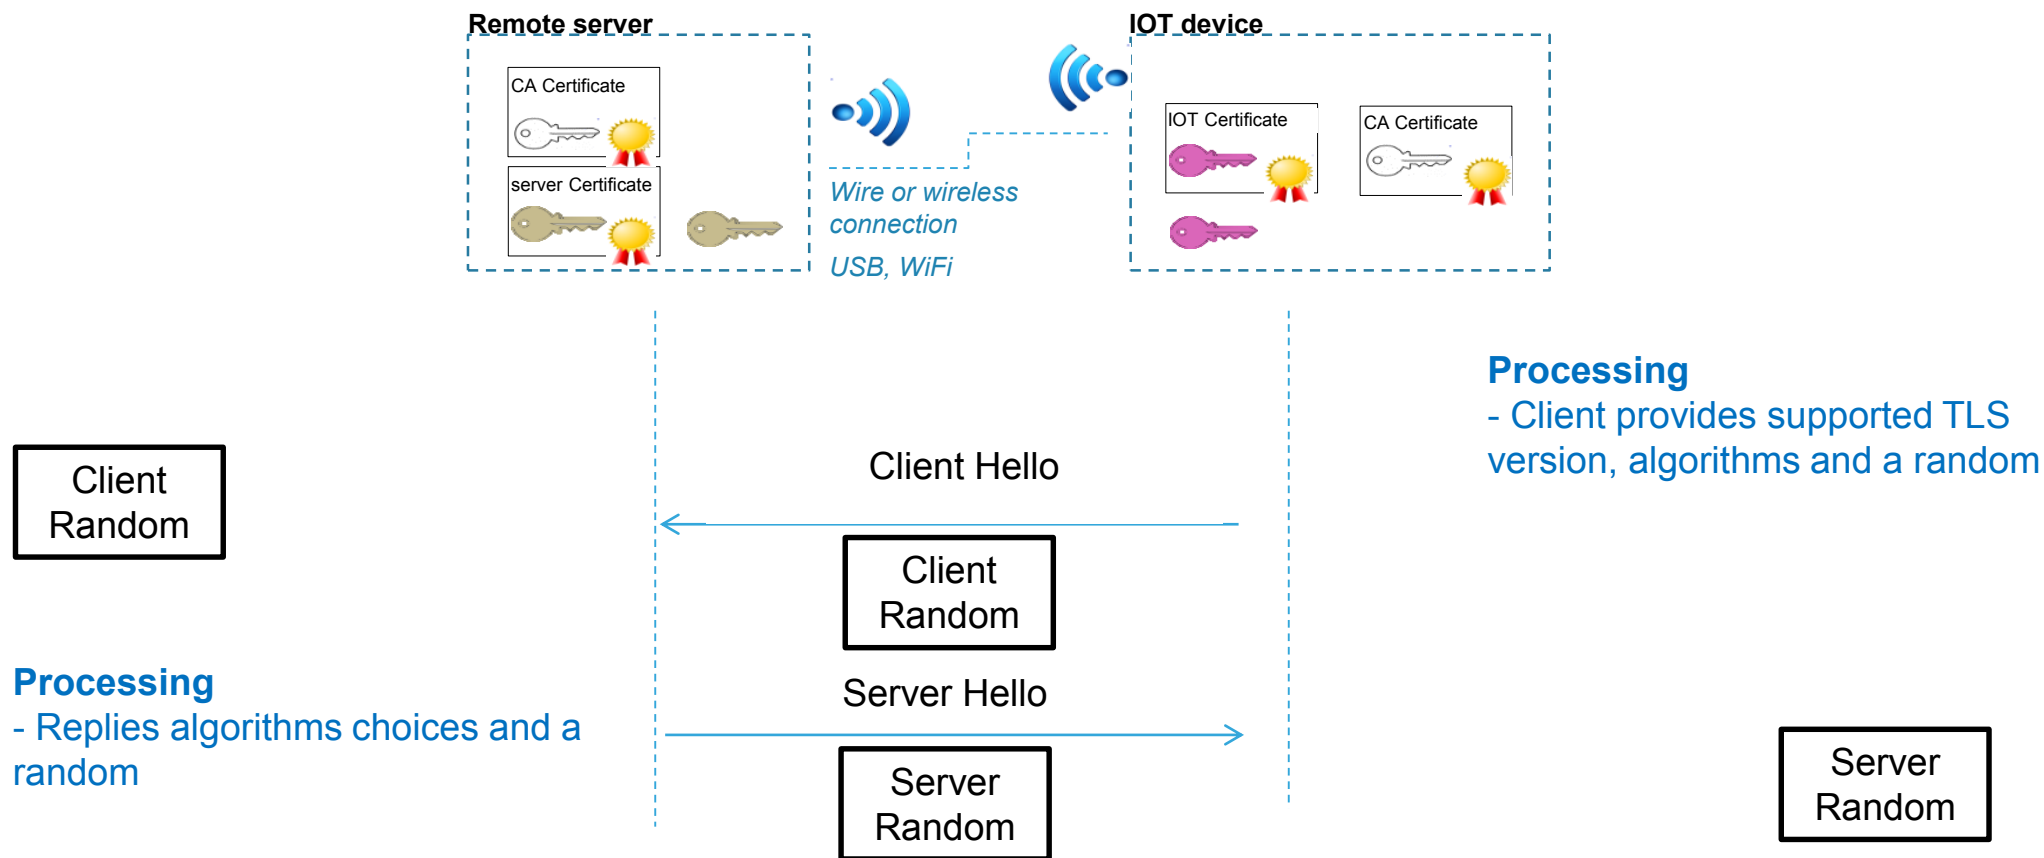 Remote server
IOT device
CA Certificate
server Certificate
IOT Certificate
CA Certificate
Wire or wireless
connection
USB, WiFi
Processing
- Client provides supported TLS
version, algorithms and a random
Client Hello
Client
Random
Client
Random
Processing
- Replies algorithms choices and a
random
Server Hello
Server
Random
Server
Random